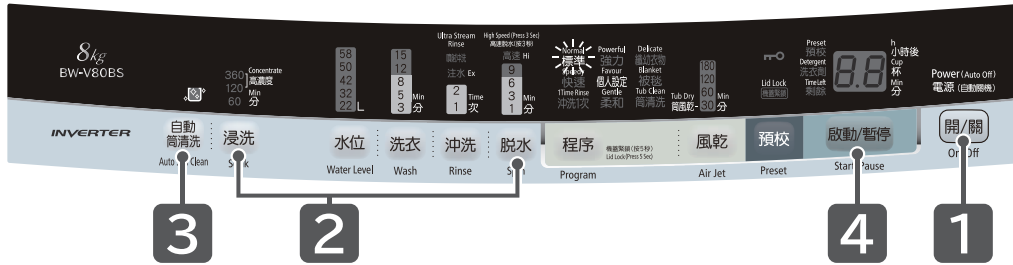 8kg
BW-V80BS
INVERTER
360
120
60
Concentrate
高濃度
Min
分
58
50
42
32
22 L
15
12
8
5
3
Min
分
Ultra Stream
Rinse
注水 Ex
2
1
Time
次
High Speed (Press 3 Sec)
高速脫水(按3秒)
高速 Hi
9
6
3
1
Min
分
Normal
標準
快速
1Time Rinse
沖洗1次
Powerful
強力
Favour
個人設定
Gentle
柔和
Delicate
纖幼衣物
Blanket
被毯
Tub Clean
筒清洗
180
120
60
30
Tub Dry
筒風乾
Min
分
Lid Lock
機蓋緊鎖
Preset
預校
Detergent
洗衣劑
Time Left
剩餘
88
h
小時後
Cup
杯
Min
分
Power (Auto Off)
電源 (自動關機)
自動
筒清洗
浸洗
水位
Water Level
洗衣
Wash
沖洗
Rinse
脫水
程序
Program
機蓋緊鎖(按5秒)
Lid Lock(Press 5 Sec)
風乾
Air Jet
預校
Preset
啟動/暫停
開/關
3
2
4
1